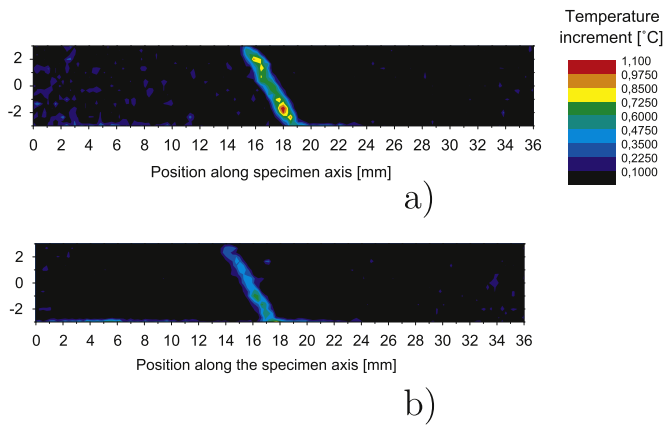 Temperature
increment [°C]
1,100
0,9750
0,8500
0,7250
0,6000
0,4750
0,3500
0,2250
0,1000
2
0
-2
0 2 4 6 8 10 12 14 16 18 20 22 24 26 28 30 32 34 36
Position along specimen axis [mm]
a)
2
0
-2
0 2 4 6 8 10 12 14 16 18 20 22 24 26 28 30 32 34 36
Position along the specimen axis [mm]
b)